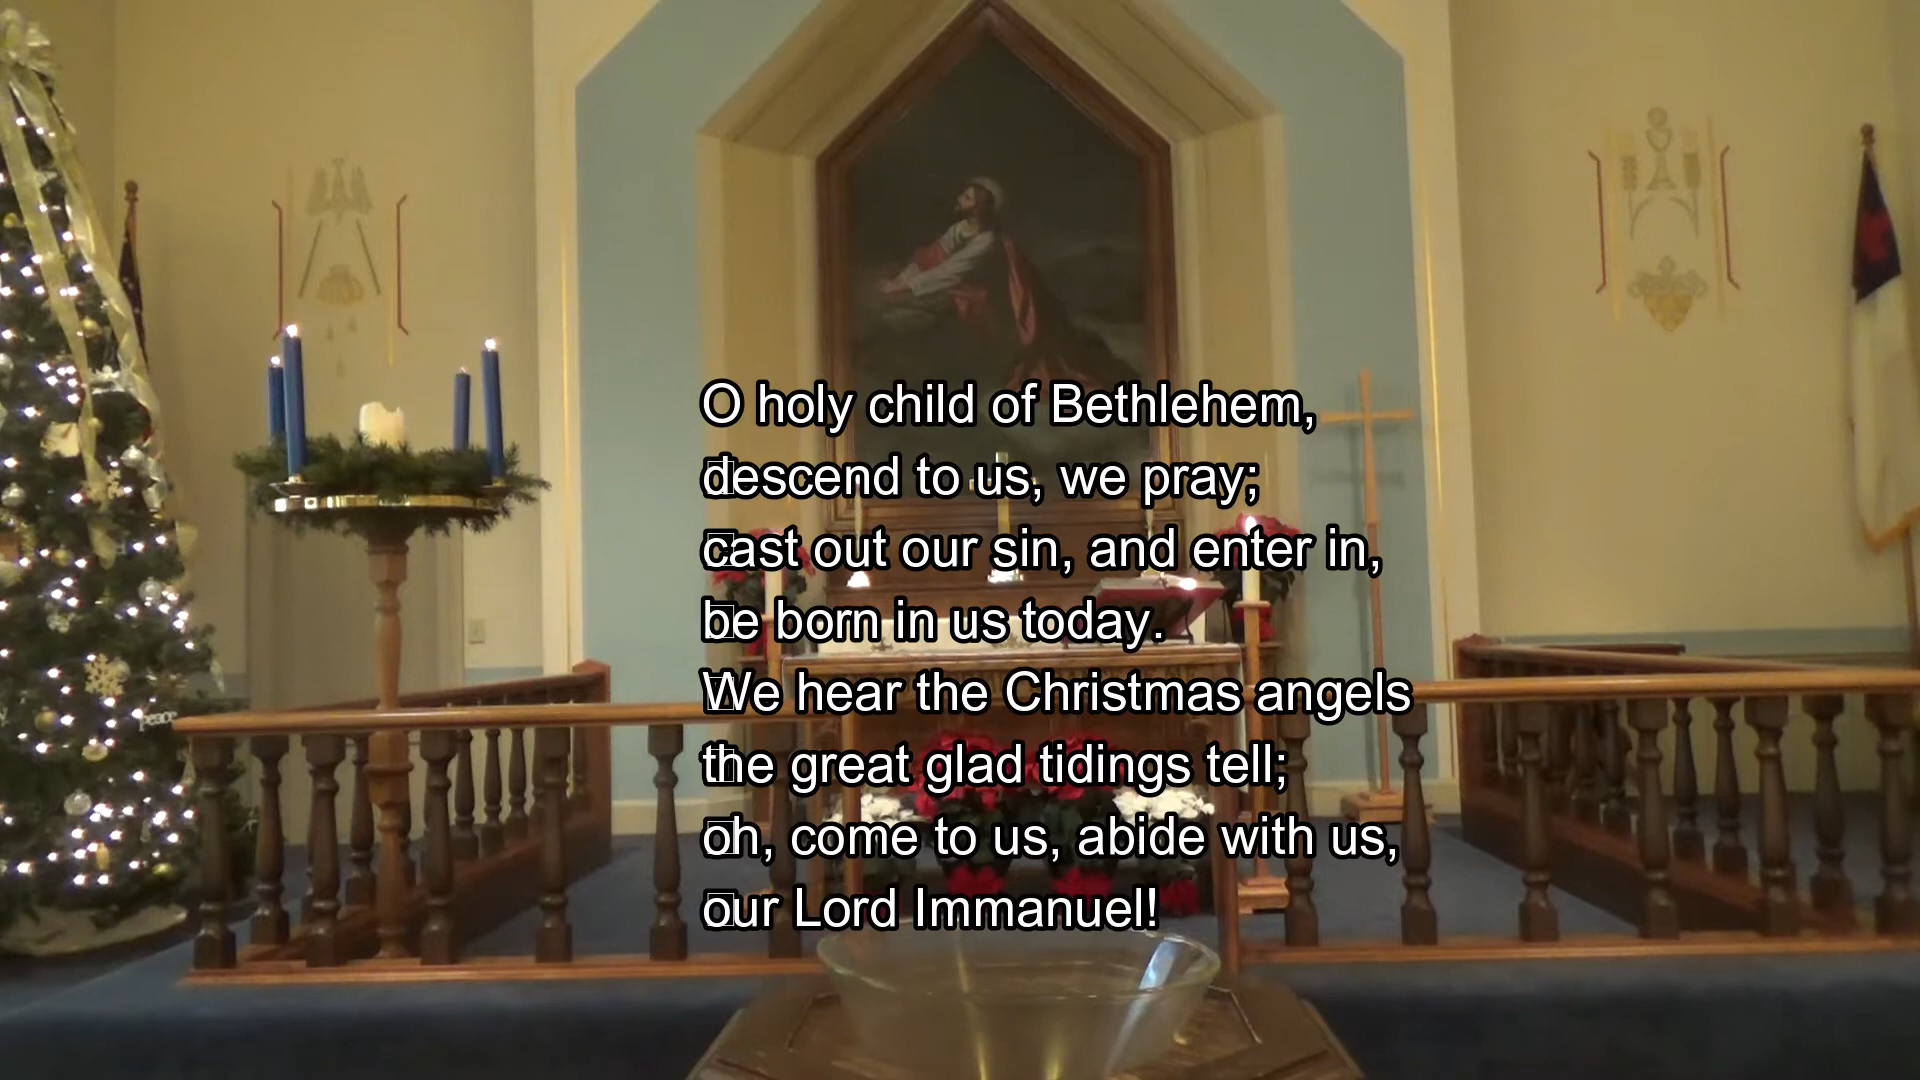 O holy child of Bethlehem,
descend to us, we pray;
cast out our sin, and enter in,
be born in us today.
We hear the Christmas angels
the great glad tidings tell;
oh, come to us, abide with us,
our Lord Immanuel!
peace